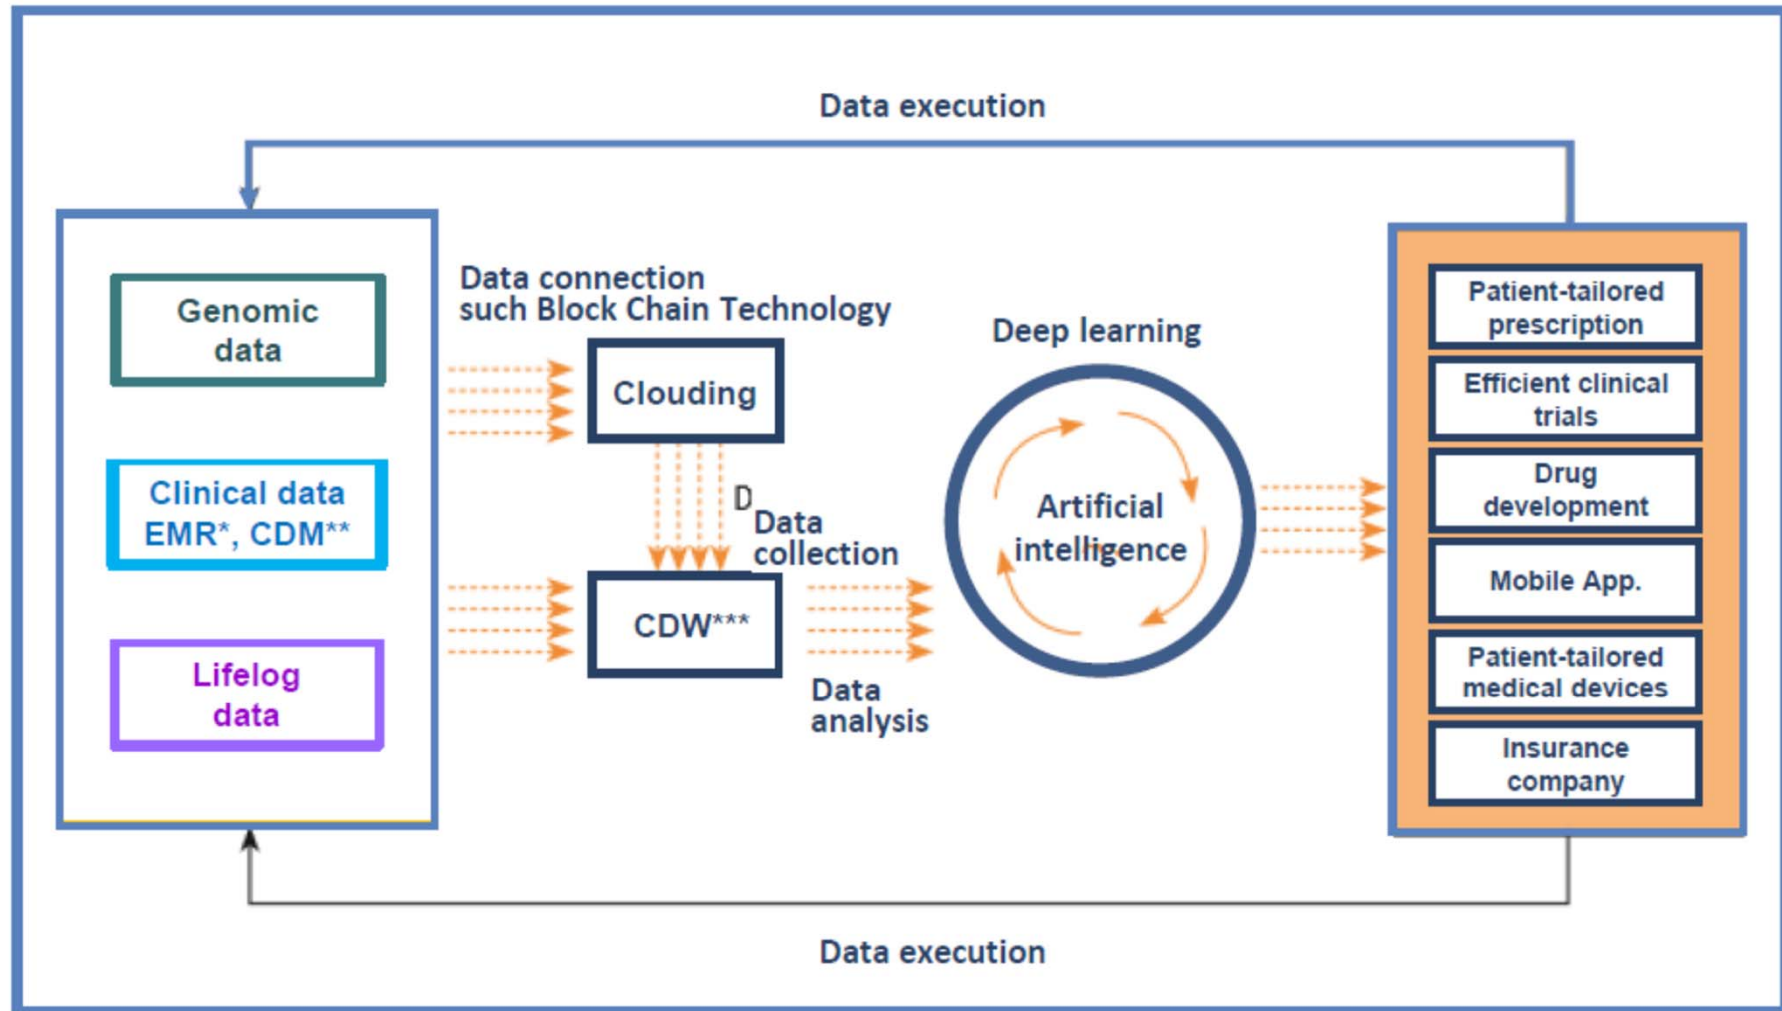 Data execution
Genomic
data
Clinical data
EMR*, CDM**
Lifelog
data
Data connection
such Block Chain Technology
Clouding
D
Data
collection
CDW***
Data
analysis
Deep learning
Artificial
intelligence
Patient-tailored
prescription
Efficient clinical
trials
Drug
development
Mobile App.
Patient-tailored
medical devices
Insurance
company
Data execution